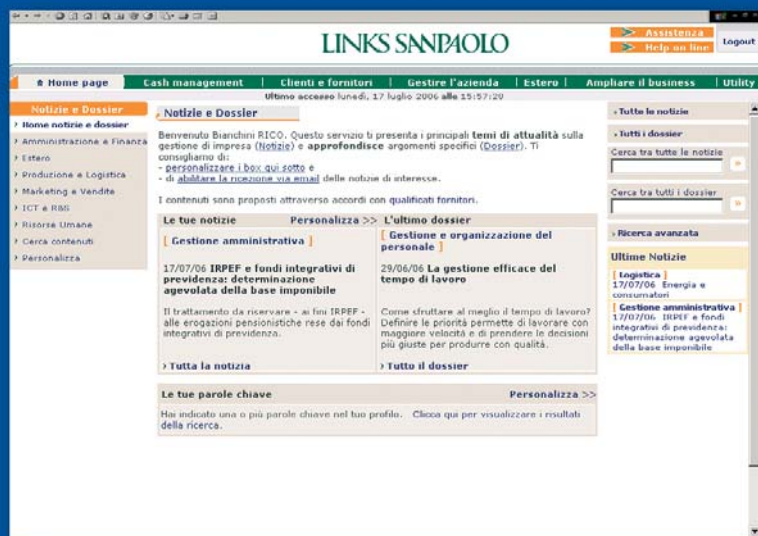 LINKS SANPAOLO
Assistenza
Help on line
Logout
Home page | Cash management | Clienti e fornitori | Gestire l'azienda | Estero | Ampliare il business | Utility
Ultimo accesso lunedì, 17 luglio 2006 alle 15:57:20
Notizie e Dossier
› Home notizie e dossier
› Amministrazione e Finanza
› Estero
› Produzione e Logistica
› Marketing e Vendite
› ICT e R&S
› Risorse Umane
› Cerca contenuti
› Personalizza
Notizie e Dossier
Benvenuto Bianchini RICO. Questo servizio ti presenta i principali temi di attualità sulla
gestione di impresa (Notizie) e approfondisce argomenti specifici (Dossier). Ti
consigliamo di:
- personalizzare i box qui sotto e
- di abilitare la ricezione via email delle notizie di interesse.
I contenuti sono proposti attraverso accordi con qualificati fornitori.
Le tue notizie Personalizza >>
[ Gestione amministrativa ]
17/07/06 IRPEF e fondi integrativi di
previdenza: determinazione
agevolata della base imponibile
Il trattamento da riservare - ai fini IRPEF -
alle erogazioni pensionistiche rese dai fondi
integrativi di previdenza.
› Tutta la notizia
L'ultimo dossier
[ Gestione e organizzazione del
personale ]
29/06/06 La gestione efficace del
tempo di lavoro
Come sfruttare al meglio il tempo di lavoro?
Definire le priorità permette di lavorare con
maggiore velocità e di prendere le decisioni
più giuste per produrre con qualità.
› Tutto il dossier
Le tue parole chiave Personalizza >>
Hai indicato una o più parole chiave nel tuo profilo. Clicca qui per visualizzare i risultati
della ricerca.
› Tutte le notizie
› Tutti i dossier
Cerca tra tutte le notizie
»
Cerca tra tutti i dossier
»
› Ricerca avanzata
Ultime Notizie
[ Logistica ]
17/07/06 Energia e
consumatori
[ Gestione amministrativa ]
17/07/06 IRPEF e fondi
integrativi di previdenza:
determinazione agevolata
della base imponibile